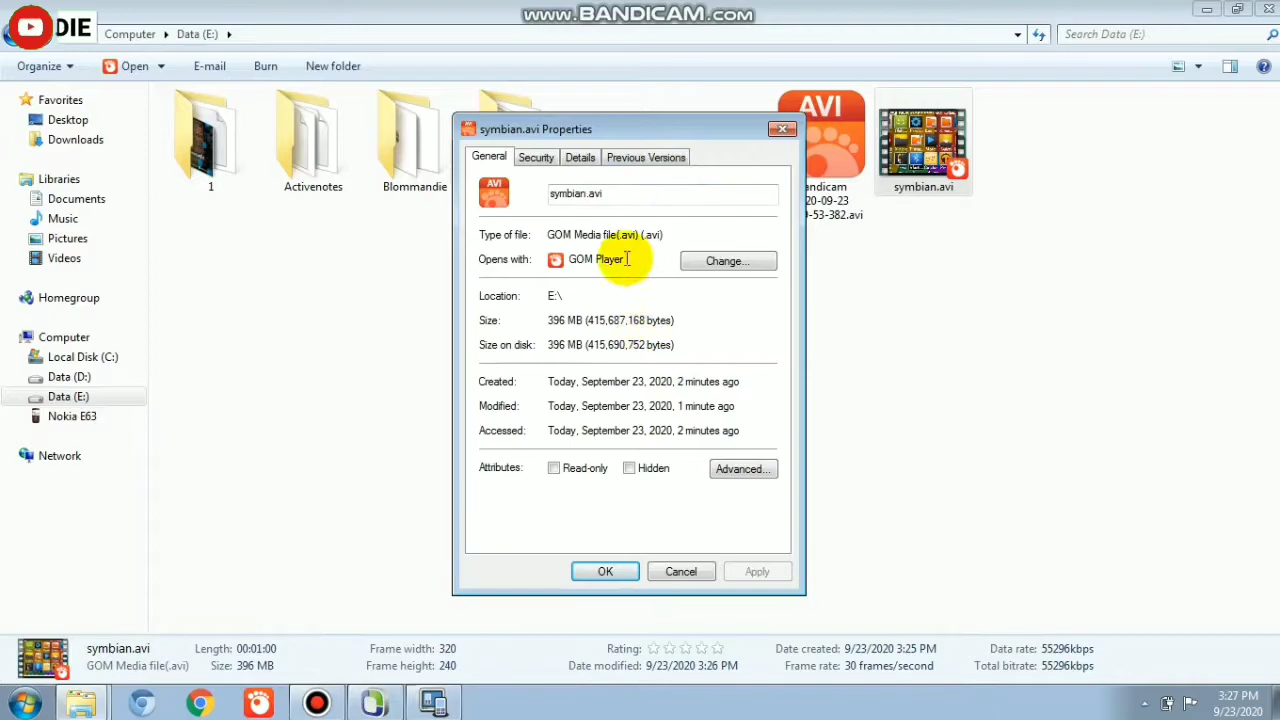 www.BANDICAM.com
DIE
Computer
Data (E:)
Search Data (E:)
Organize
Open
E-mail
Burn
New folder
Favorites
Desktop
Downloads
Libraries
Documents
Music
Pictures
Videos
Homegroup
Computer
Local Disk (C:)
Data (D:)
Data (E:)
Nokia E63
Network
1
Activenotes
Blommandie
AVI
andicam
20-09-23
-53-382.avi
symbian.avi
symbian.avi Properties
General
Security
Details
Previous Versions
AVI
symbian.avi
Type of file:
GOM Media file(.avi) (.avi)
Opens with:
GOM Player
Change...
Location:
E:\
Size:
396 MB (415,687,168 bytes)
Size on disk:
396 MB (415,690,752 bytes)
Created:
Today, September 23, 2020, 2 minutes ago
Modified:
Today, September 23, 2020, 1 minute ago
Accessed:
Today, September 23, 2020, 2 minutes ago
Attributes:
Read-only
Hidden
Advanced...
OK
Cancel
Apply
symbian.avi
Length: 00:01:00
Frame width: 320
Rating:
Date created: 9/23/2020 3:25 PM
Data rate: 55296kbps
GOM Media file(.avi)
Size: 396 MB
Frame height: 240
Date modified: 9/23/2020 3:26 PM
Frame rate: 30 frames/second
Total bitrate: 55296kbps
3:27 PM
9/23/2020